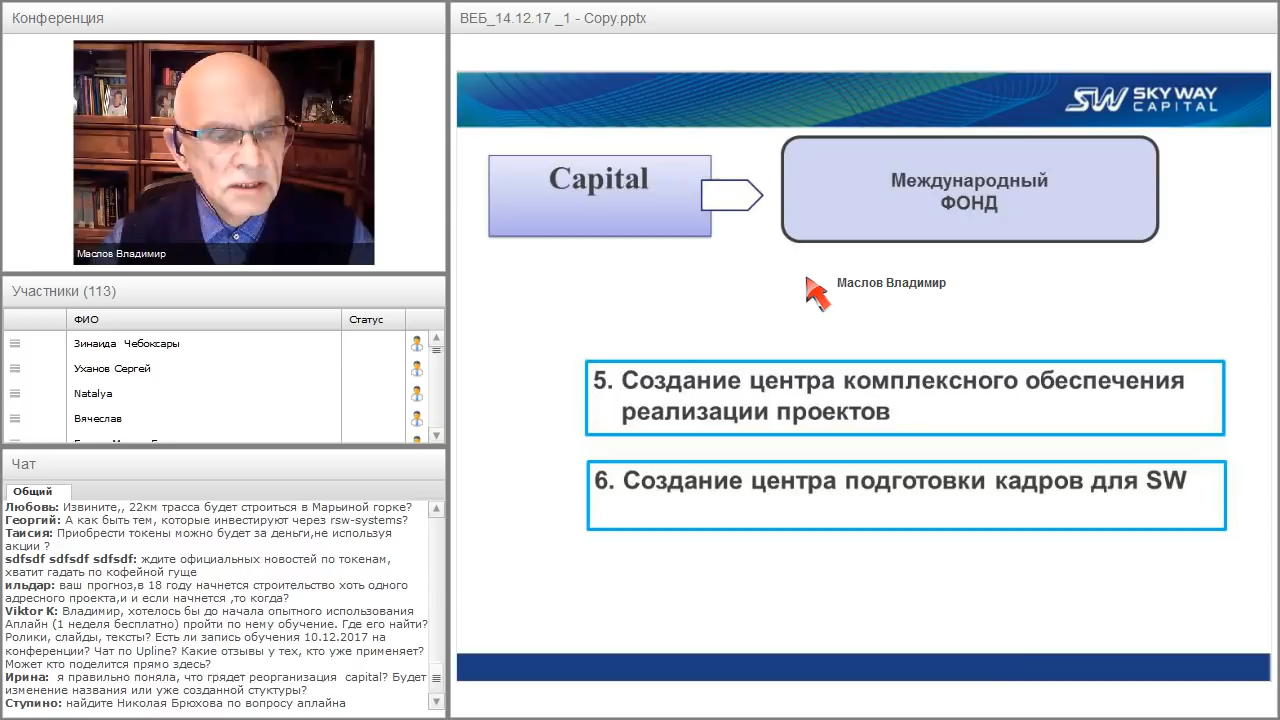 Конференция
Маслов Владимир
Участники (113)
ФИО
Статус
Зинаида Чебоксары
Уханов Сергей
Natalya
Вячеслав
Чат
Общий
Любовь: Извините,, 22км трасса будет строиться в Марьиной горке?
Георгий: А как быть тем, которые инвестируют через rsw-systems?
Таисия: Приобрести токены можно будет за деньги,не используя
акции ?
sdfsdf sdfsdf sdfsdf: ждите официальных новостей по токенам,
хватит гадать по кофейной гуще
ильдар: ваш прогноз,в 18 году начнется строительство хоть одного
адресного проекта,и и если начнется ,то когда?
Viktor K: Владимир, хотелось бы до начала опытного использования
Аплайн (1 неделя бесплатно) пройти по нему обучение. Где его найти?
Ролики, слайды, тексты? Есть ли запись обучения 10.12.2017 на
конференции? Чат по Upline? Какие отзывы у тех, кто уже применяет?
Может кто поделится прямо здесь?
Ирина: я правильно поняла, что грядет реорганизация capital? Будет
изменение названия или уже созданной стуктуры?
Ступино: найдите Николая Брюхова по вопросу аплайна
ВЕБ_14.12.17 _1 - Copy.pptx
SW SKY WAY
CAPITAL
Capital
Международный
ФОНД
Маслов Владимир
5. Создание центра комплексного обеспечения
реализации проектов
6. Создание центра подготовки кадров для SW